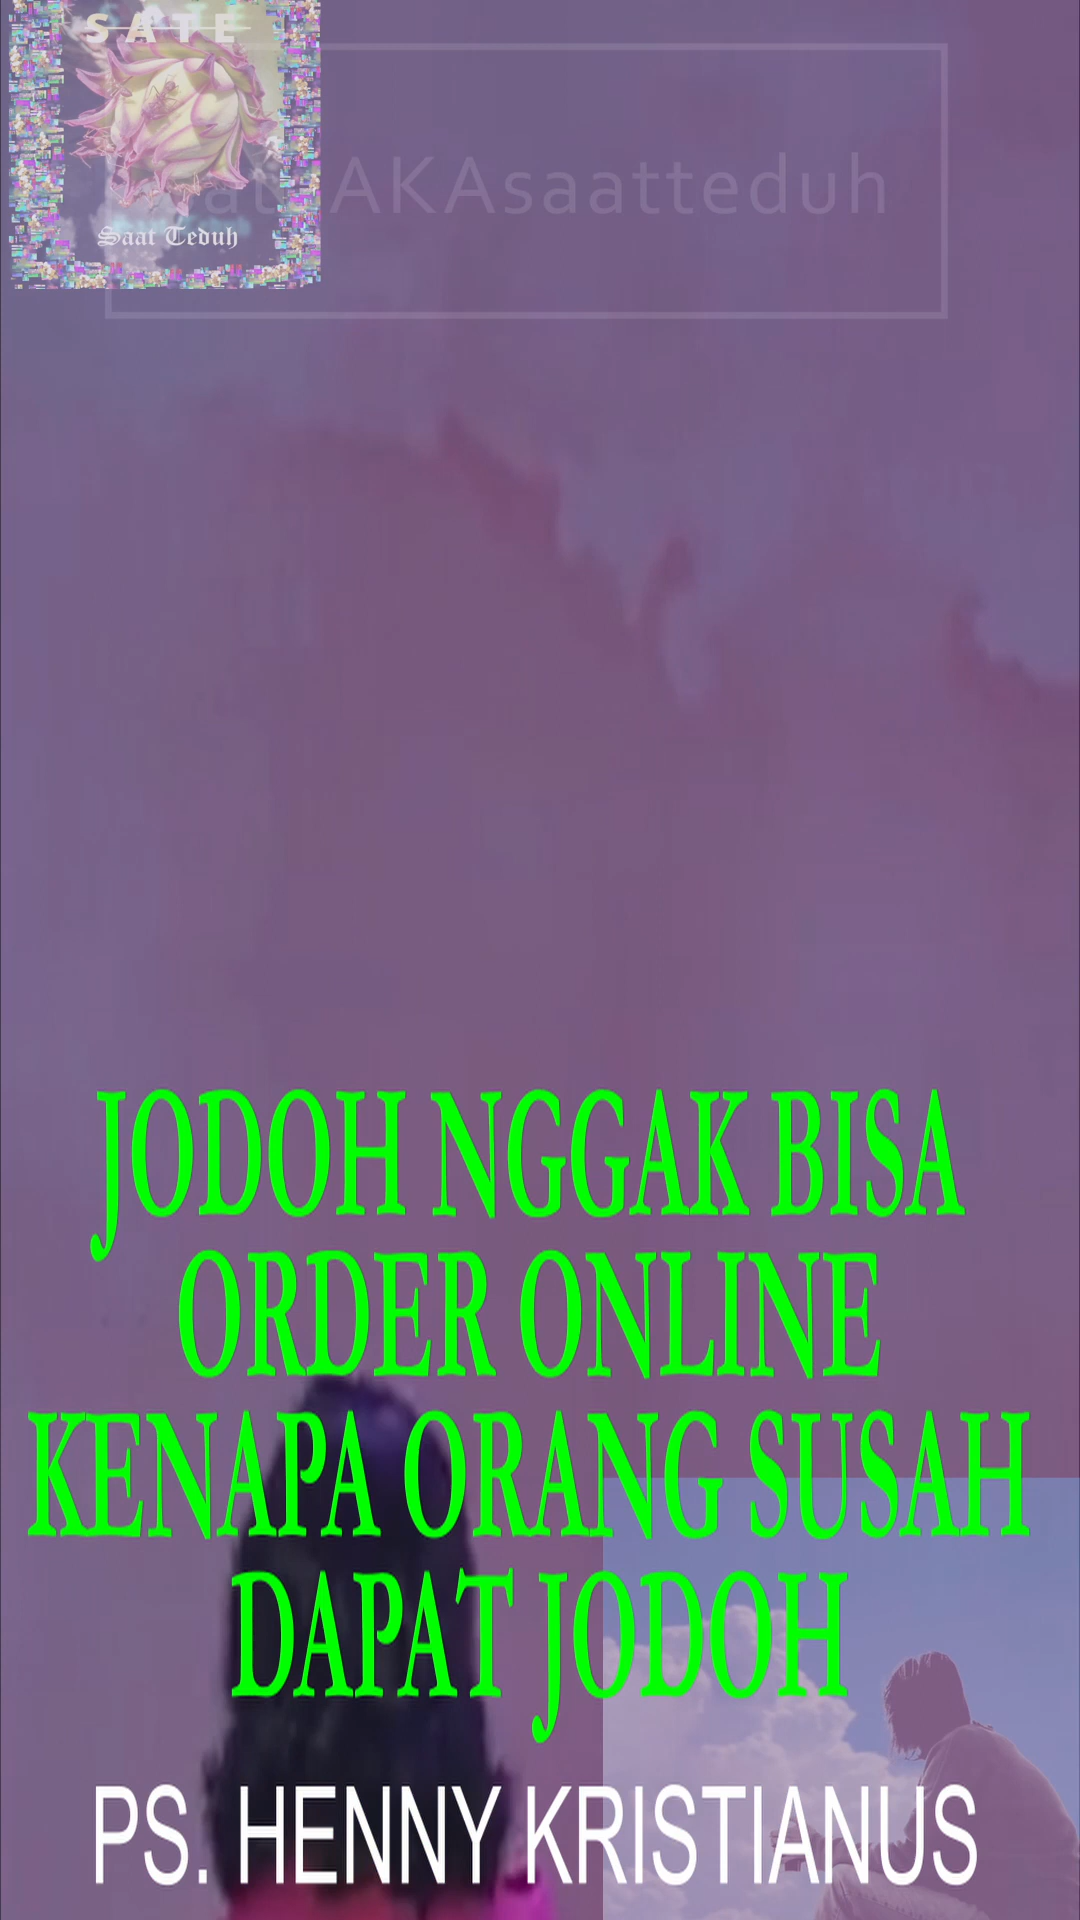 SATE
AKAsaatteduh
Saat Teduh
JODOH NGGAK BISA
ORDER ONLINE
KENAPA ORANG SUSAH
DAPAT JODOH
PS. HENNY KRISTIANUS